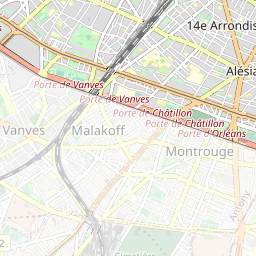 14e Arrondis
Alésia
Porte de Vanves
Porte de Vanves
Porte de Châtillon
Porte de Châtillon
Porte d'Orléans
Vanves
Malakoff
Montrouge
Antony
2
Cimetière